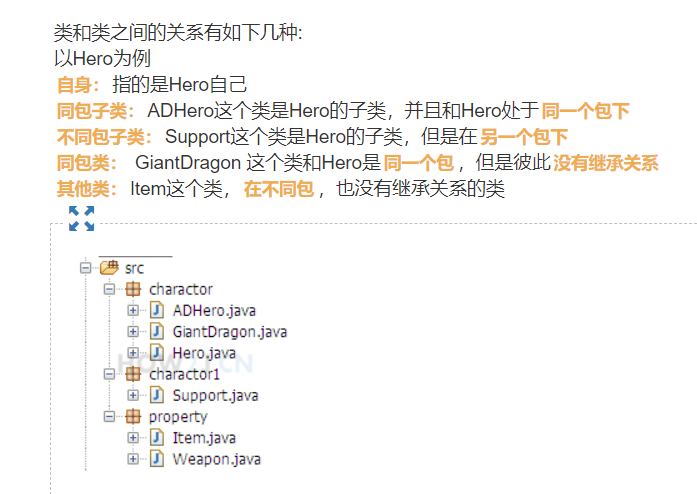 类和类之间的关系有如下几种:
以Hero为例
自身：指的是Hero自己
同包子类：ADHero这个类是Hero的子类，并且和Hero处于 同一个包下
不同包子类：Support这个类是Hero的子类，但是在 另一个包下
同包类： GiantDragon 这个类和Hero是 同一个包 ，但是彼此 没有继承关系
其他类：Item这个类， 在不同包 ，也没有继承关系的类
src
charactor
ADHero.java
GiantDragon.java
Hero.java
charactor1
Support.java
property
Item.java
Weapon.java